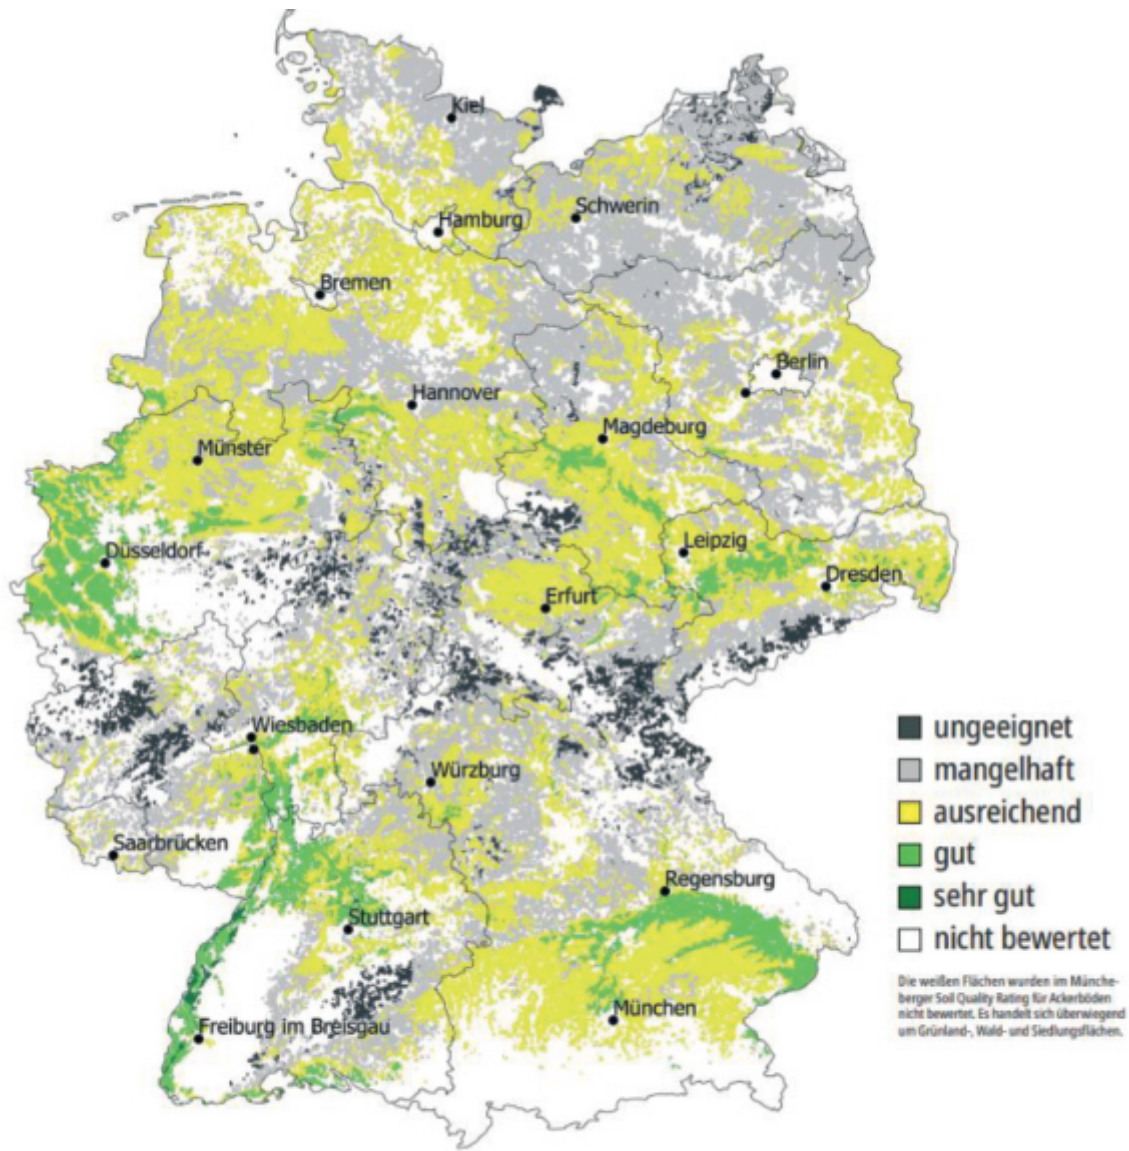 Kiel
Schwerin
Hamburg
Bremen
Berlin
Hannover
Magdeburg
Münster
Leipzig
Düsseldorf
Dresden
Erfurt
Wiesbaden
Würzburg
Saarbrücken
Regensburg
Stuttgart
München
Freiburg im Breisgau
ungeeignet
mangelhaft
ausreichend
gut
sehr gut
nicht bewertet
Die weißen Flächen wurden im Münche-
berger Soil Quality Rating für Ackerböden
nicht bewertet. Es handelt sich überwiegend
um Grünland-, Wald- und Siedlungsflächen.